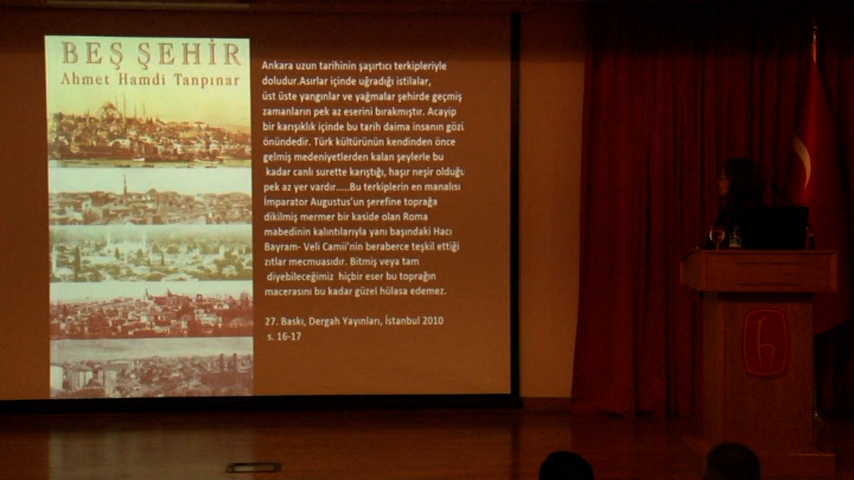 BEŞ ŞEHİR
Ahmet Hamdi Tanpınar
Ankara uzun tarihinin şaşırtıcı terkipleriyle
doludur.Asırlar içinde uğradığı istilalar,
üst üste yangınlar ve yağmalar şehirde geçmiş
zamanların pek az eserini bırakmıştır. Acayip
bir karışıklık içinde bu tarih daima insanın gözü
önündedir. Türk kültürünün kendinden önce
gelmiş medeniyetlerden kalan şeylerle bu
kadar canlı surette karıştığı, haşır neşir olduğu
pek az yer vardır.....Bu terkiplerin en manalısı
İmparator Augustus'un şerefine toprağa
dikilmiş mermer bir kaside olan Roma
mabedinin kalıntılarıyla yanı başındaki Hacı
Bayram- Veli Camii'nin beraberce teşkil ettiği
zıtlar mecmuasıdır. Bitmiş veya tam
diyebileceğimiz hiçbir eser bu toprağın
macerasını bu kadar güzel hülasa edemez.
27. Baskı, Dergah Yayınları, İstanbul 2010
s. 16-17